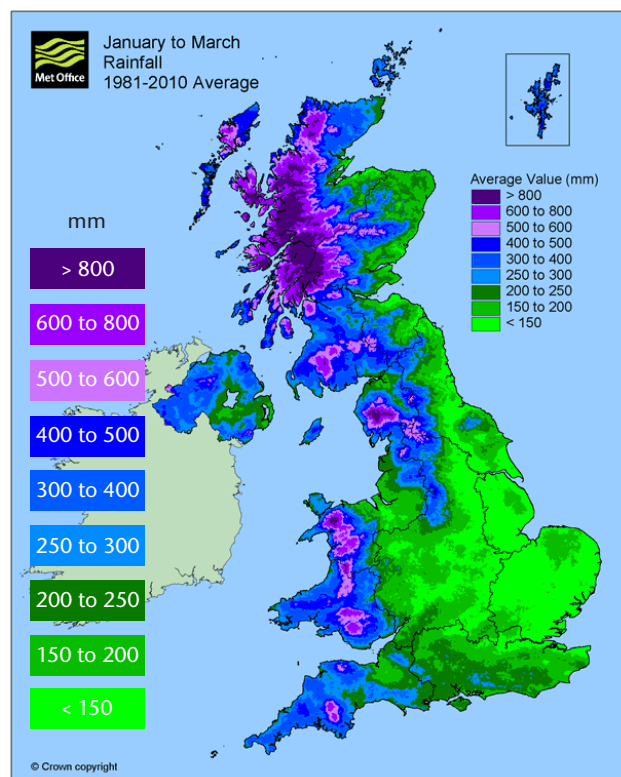 Met Office
January to March
Rainfall
1981-2010 Average
mm
> 800
600 to 800
500 to 600
400 to 500
300 to 400
250 to 300
200 to 250
150 to 200
< 150
Average Value (mm)
> 800
600 to 800
500 to 600
400 to 500
300 to 400
250 to 300
200 to 250
150 to 200
< 150
© Crown copyright